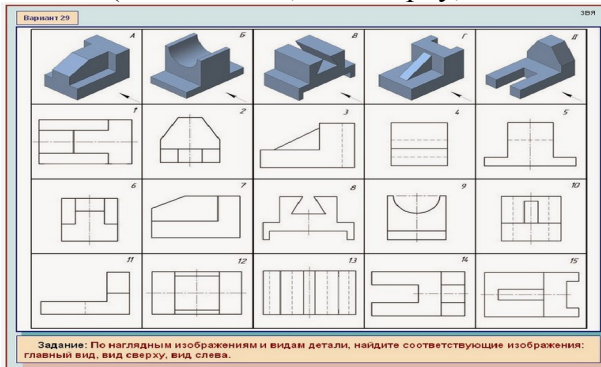 Вариант 29
ЗВЯ
А Б В Г Д
1 2 3 4 5
6 7 8 9 10
11 12 13 14 15
Задание: По наглядным изображениям и видам детали, найдите соответствующие изображения:
главный вид, вид сверху, вид слева.